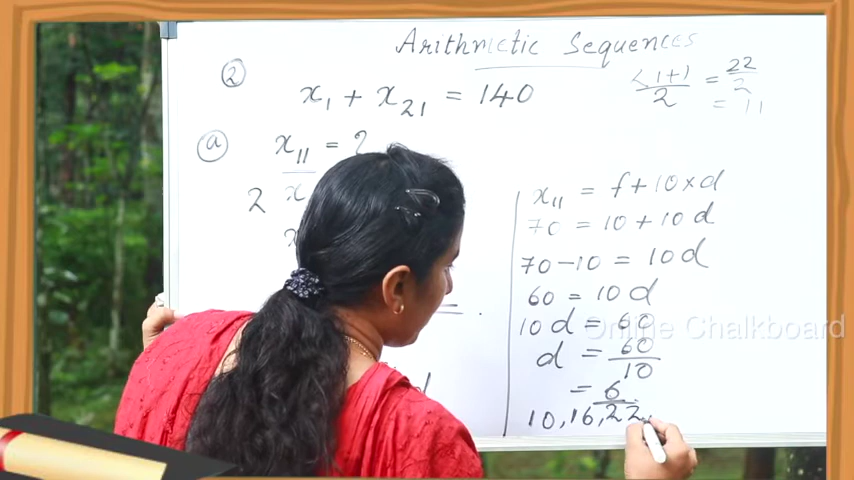 Arithmetic Sequences
②
x₁ + x₂₁ = 140
21+1/2 = 22/2
= 11
ⓐ
x₁₁ = ?
2
x
x
d
x₁₁ = f + 10 × d
70 = 10 + 10 d
70 - 10 = 10 d
60 = 10 d
10 d = 60
d = 60/10
= 6
10, 16, 22,
Online Chalkboard